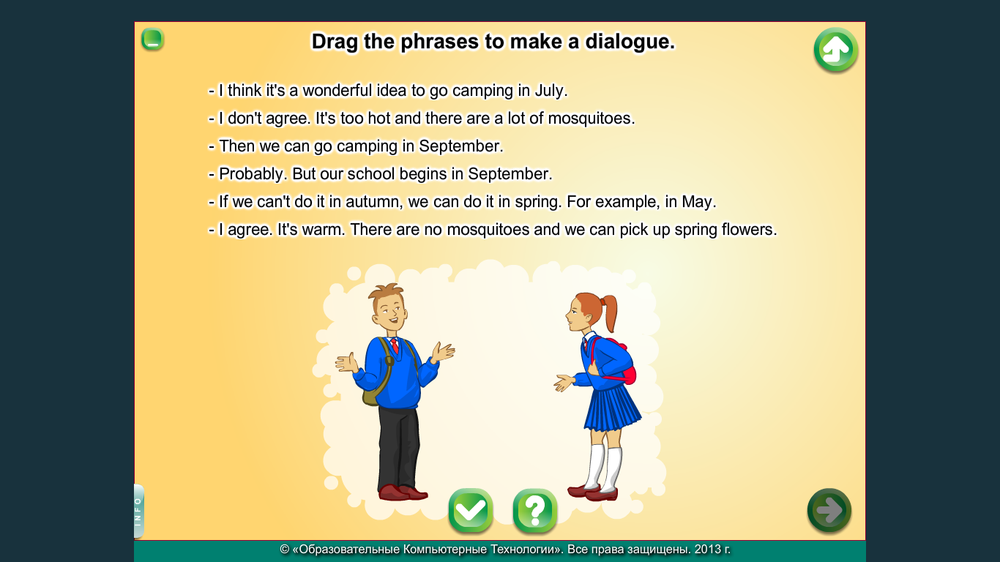 Drag the phrases to make a dialogue.
- I think it's a wonderful idea to go camping in July.
- I don't agree. It's too hot and there are a lot of mosquitoes.
- Then we can go camping in September.
- Probably. But our school begins in September.
- If we can't do it in autumn, we can do it in spring. For example, in May.
- I agree. It's warm. There are no mosquitoes and we can pick up spring flowers.
?
INFO
© «Образовательные Компьютерные Технологии». Все права защищены. 2013 г.